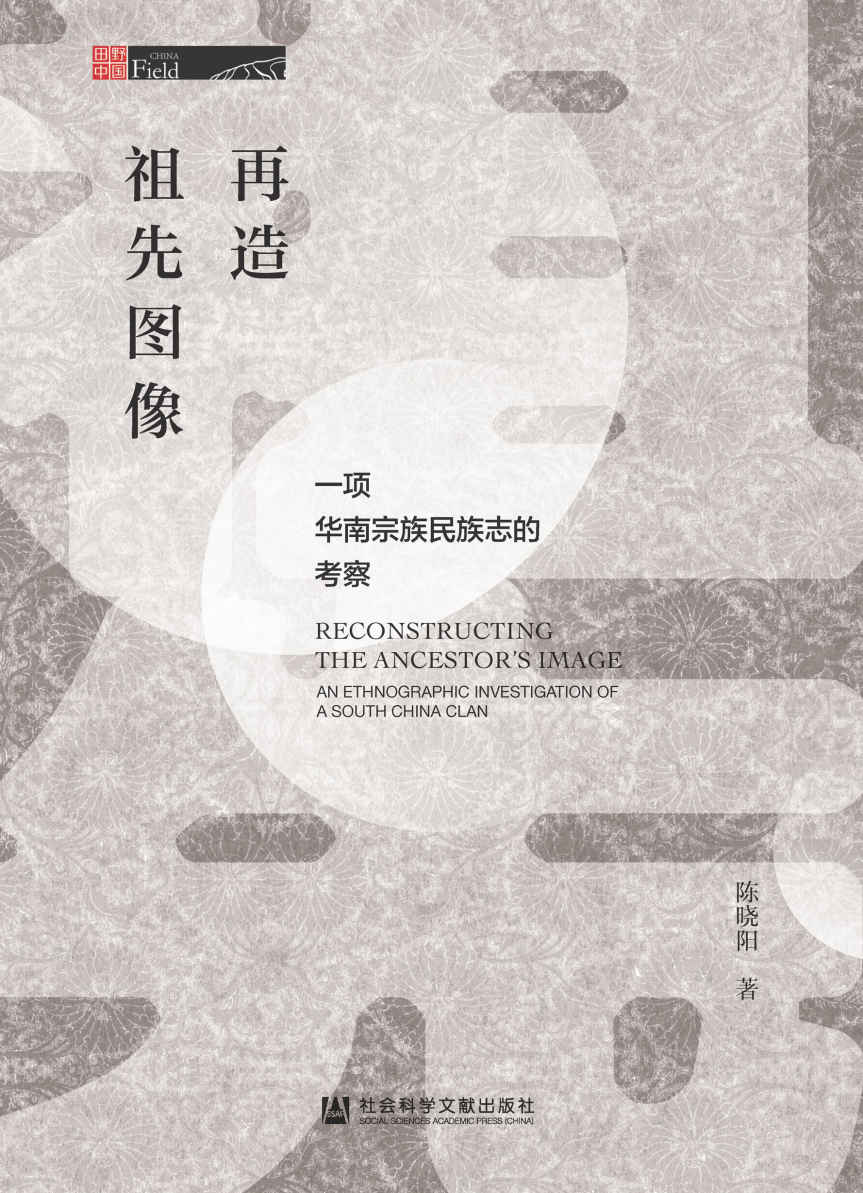 田野
中国
CHINA
Field
再造
祖先图像
一项
华南宗族民族志的
考察
RECONSTRUCTING
THE ANCESTOR'S IMAGE
AN ETHNOGRAPHIC INVESTIGATION OF
A SOUTH CHINA CLAN
陈晓阳 著
SSAP
社会科学文献出版社
SOCIAL SCIENCES ACADEMIC PRESS (CHINA)